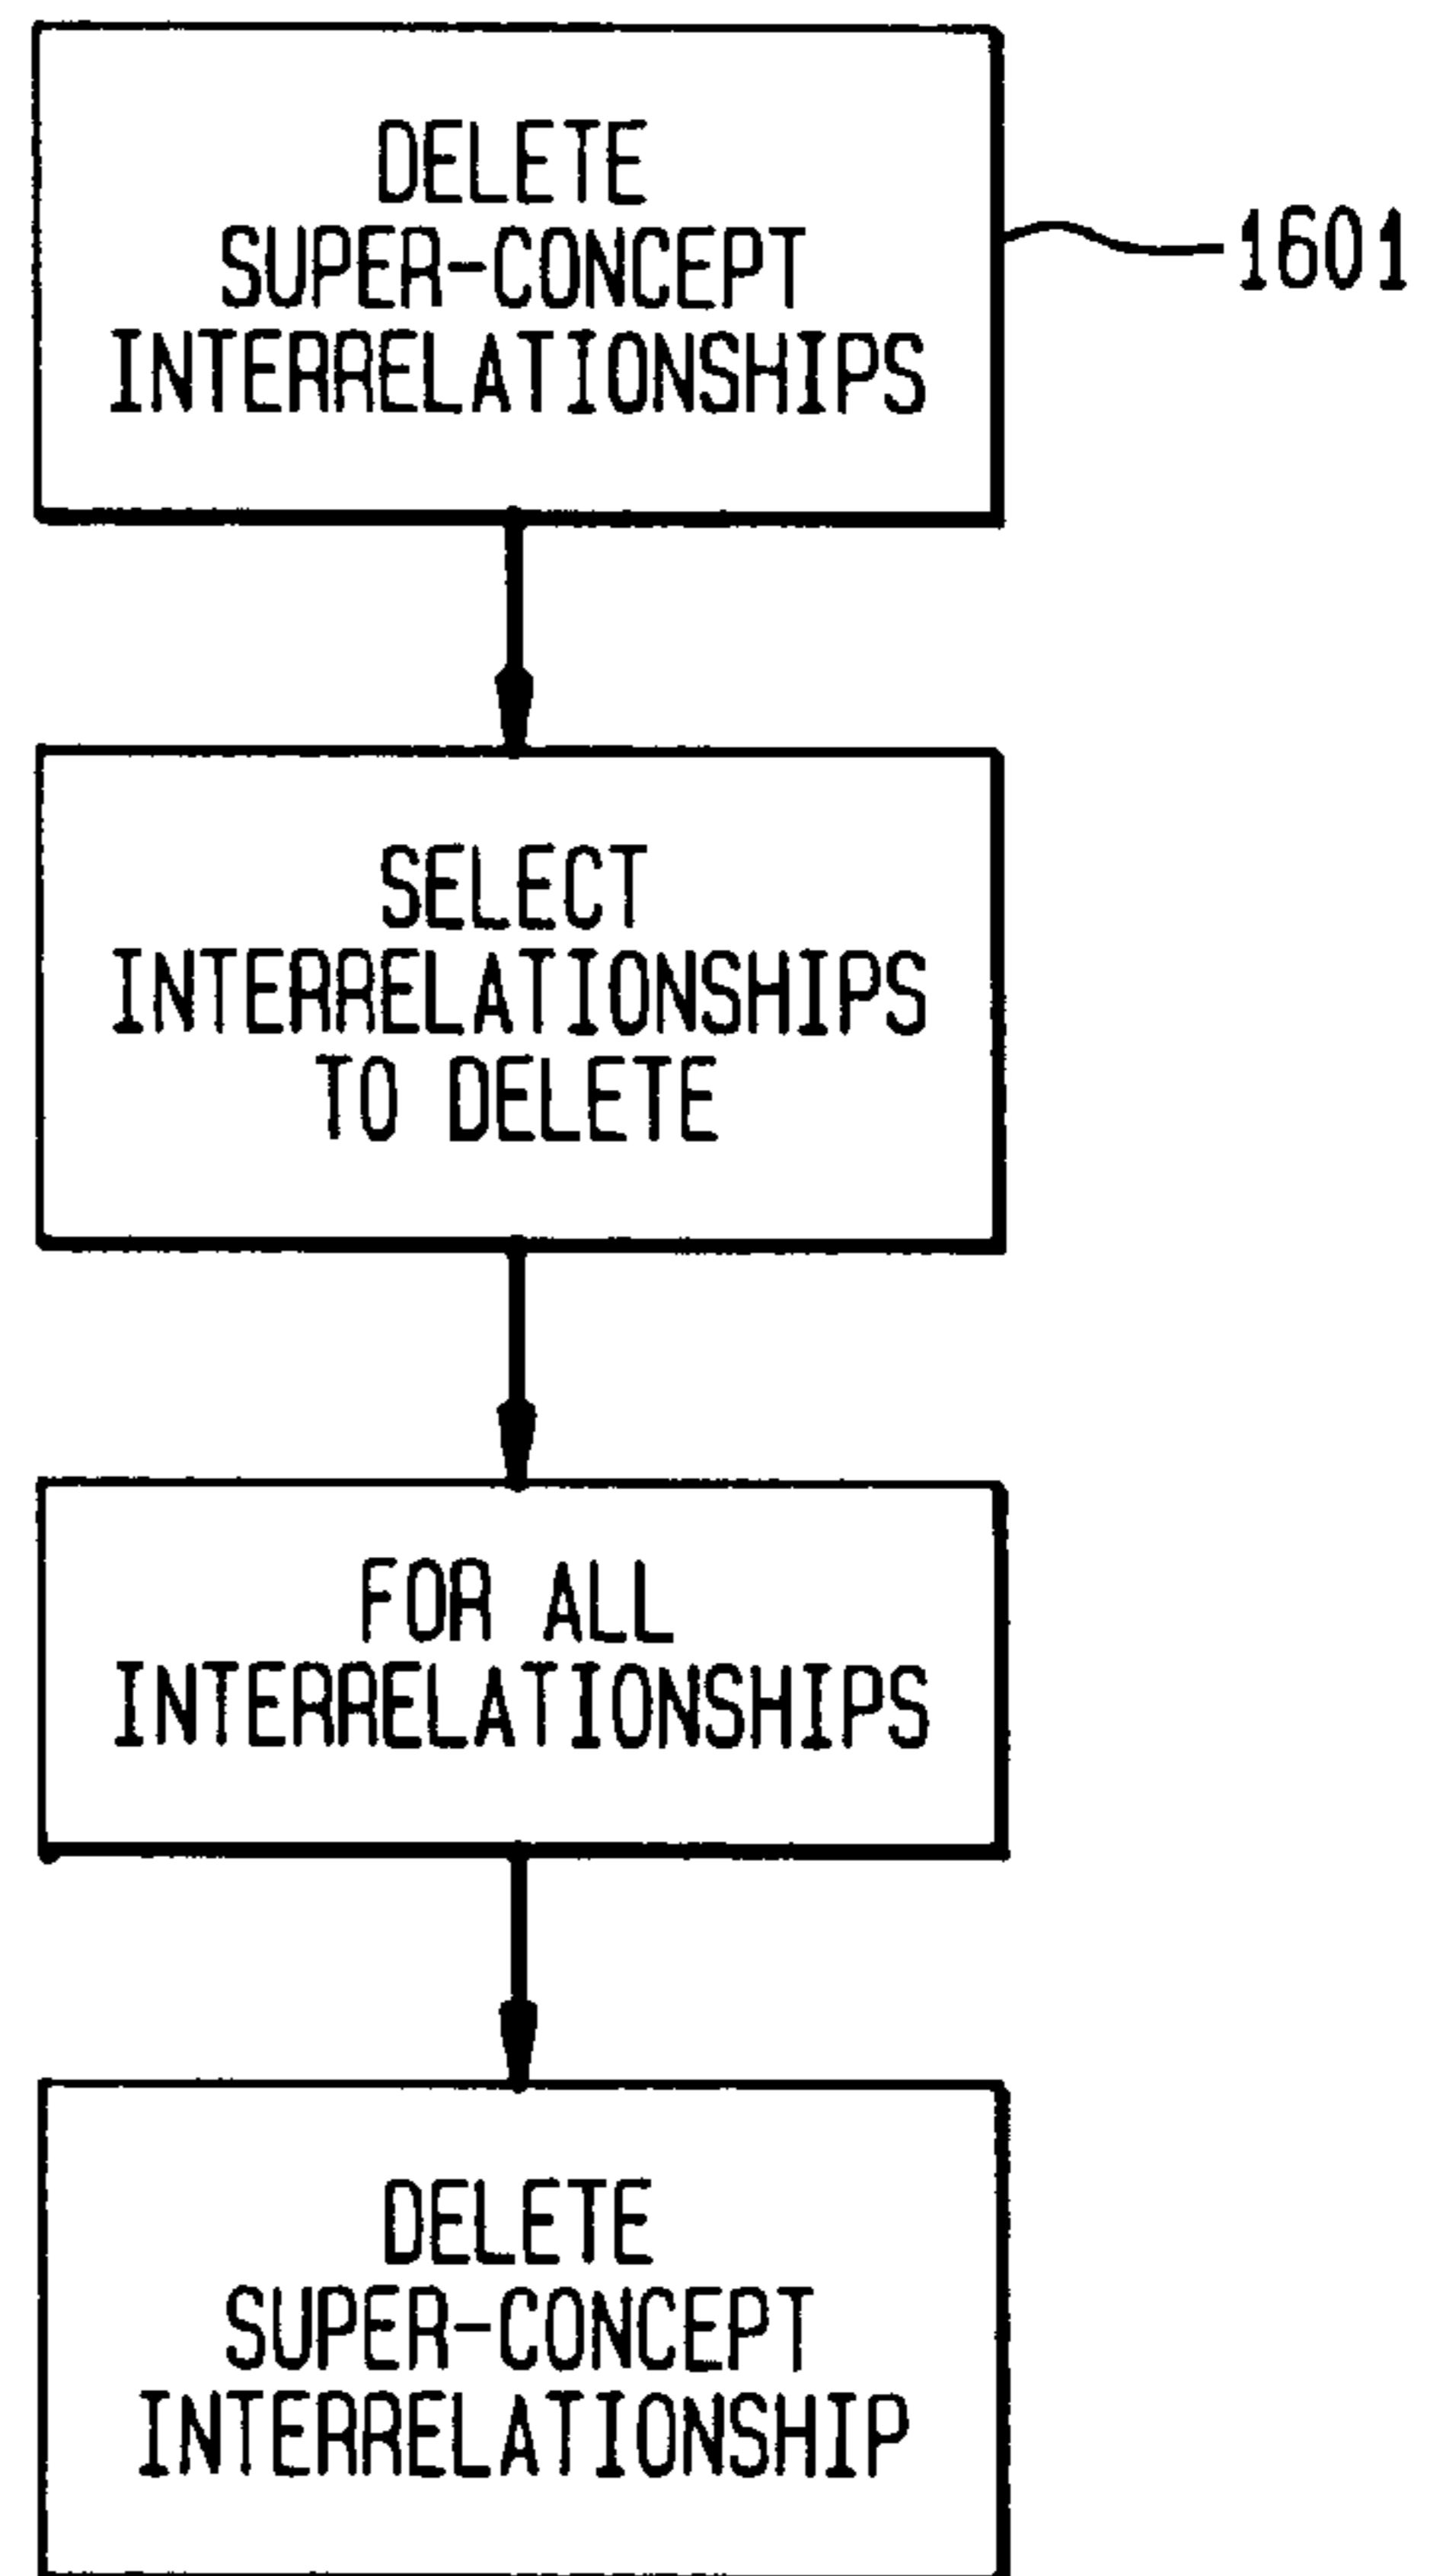 DELETE
SUPER-CONCEPT
INTERRELATIONSHIPS
1601
SELECT
INTERRELATIONSHIPS
TO DELETE
FOR ALL
INTERRELATIONSHIPS
DELETE
SUPER-CONCEPT
INTERRELATIONSHIP